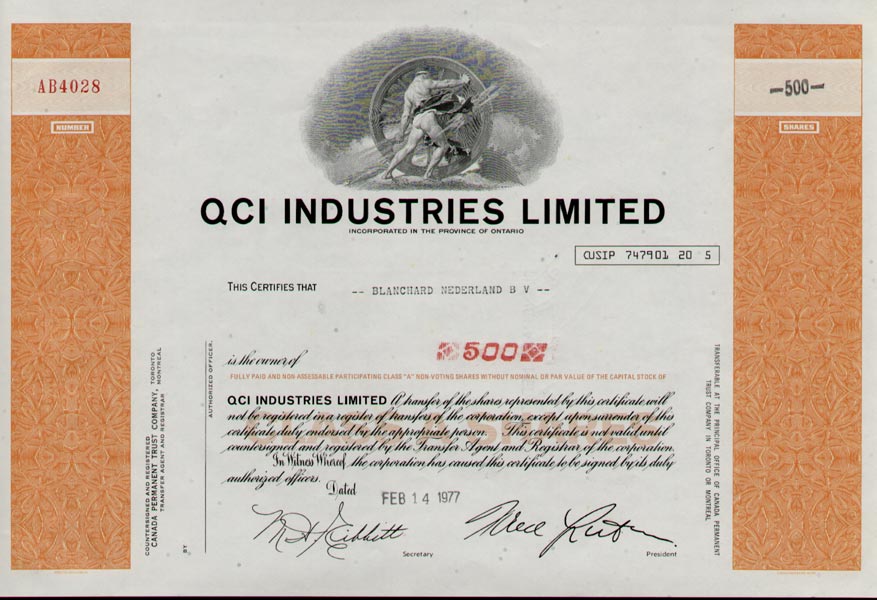 AB4028
NUMBER
—500—
SHARES
QCI INDUSTRIES LIMITED
INCORPORATED IN THE PROVINCE OF ONTARIO
CUSIP 747901 20 5
THIS CERTIFIES THAT -- BLANCHARD NEDERLAND B V --
is the owner of 500
FULLY PAID AND NON-ASSESSABLE PARTICIPATING CLASS "A" NON-VOTING SHARES WITHOUT NOMINAL OR PAR VALUE OF THE CAPITAL STOCK OF
QCI INDUSTRIES LIMITED A transfer of the shares represented by this certificate will
not be registered in a register of transfers of the corporation, except upon surrender of this
certificate duly endorsed by the appropriate person. This certificate is not valid until
countersigned and registered by the Transfer Agent and Registrar of the corporation.
In Witness Whereof, the corporation has caused this certificate to be signed by its duly
authorized officers.
Dated FEB 14 1977
Secretary
President
COUNTERSIGNED AND REGISTERED
CANADA PERMANENT TRUST COMPANY, TORONTO MONTREAL
TRANSFER AGENT AND REGISTRAR
BY
AUTHORIZED OFFICER.
TRANSFERABLE AT THE PRINCIPAL OFFICE OF CANADA PERMANENT
TRUST COMPANY IN TORONTO OR MONTREAL